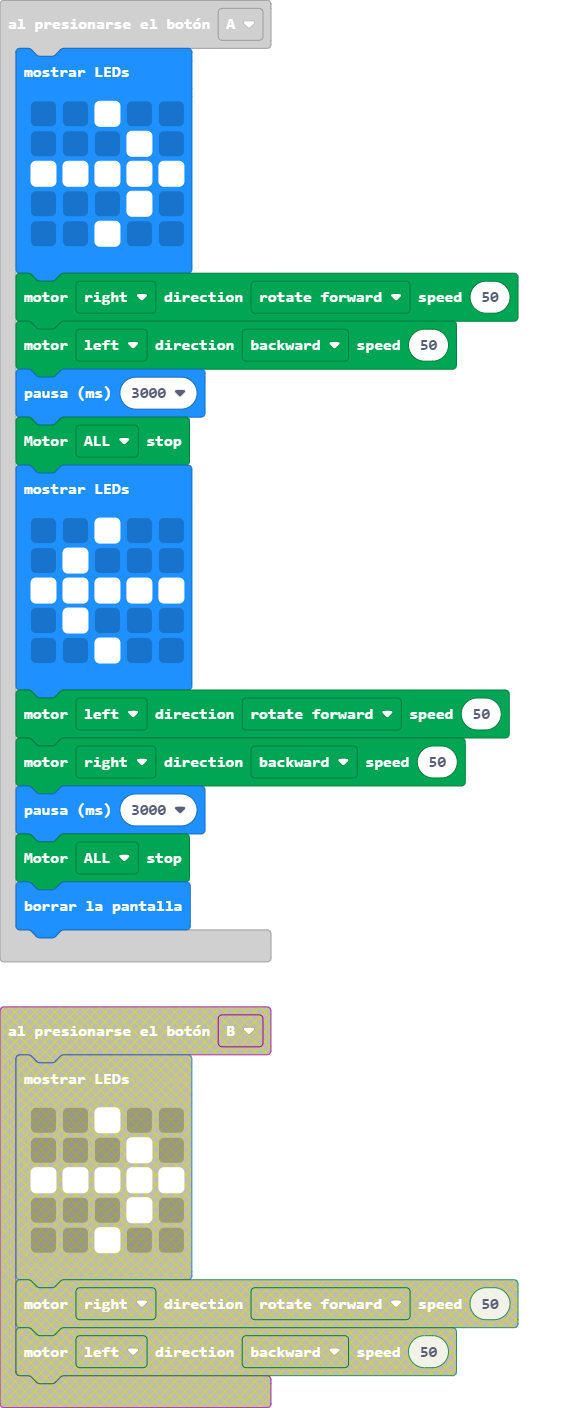 al presionarse el botón A
mostrar LEDs
motor right direction rotate forward speed 50
motor left direction backward speed 50
pausa (ms) 3000
Motor ALL stop
mostrar LEDs
motor left direction rotate forward speed 50
motor right direction backward speed 50
pausa (ms) 3000
Motor ALL stop
borrar la pantalla
al presionarse el botón B
mostrar LEDs
motor right direction rotate forward speed 50
motor left direction backward speed 50